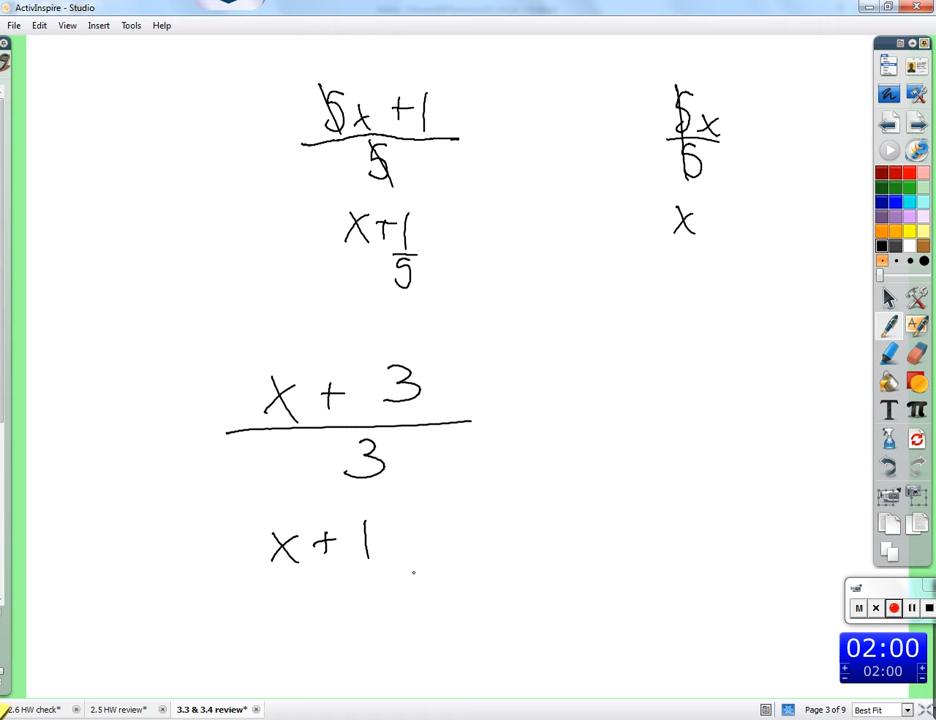 ActivInspire - Studio
File Edit View Insert Tools Help
5x + 1
5
x + 1
5
5x
5
x
x + 3
3
x + 1
M
02:00
02:00
2.6 HW check*
2.5 HW review*
3.3 & 3.4 review*
Page 3 of 9
Best Fit